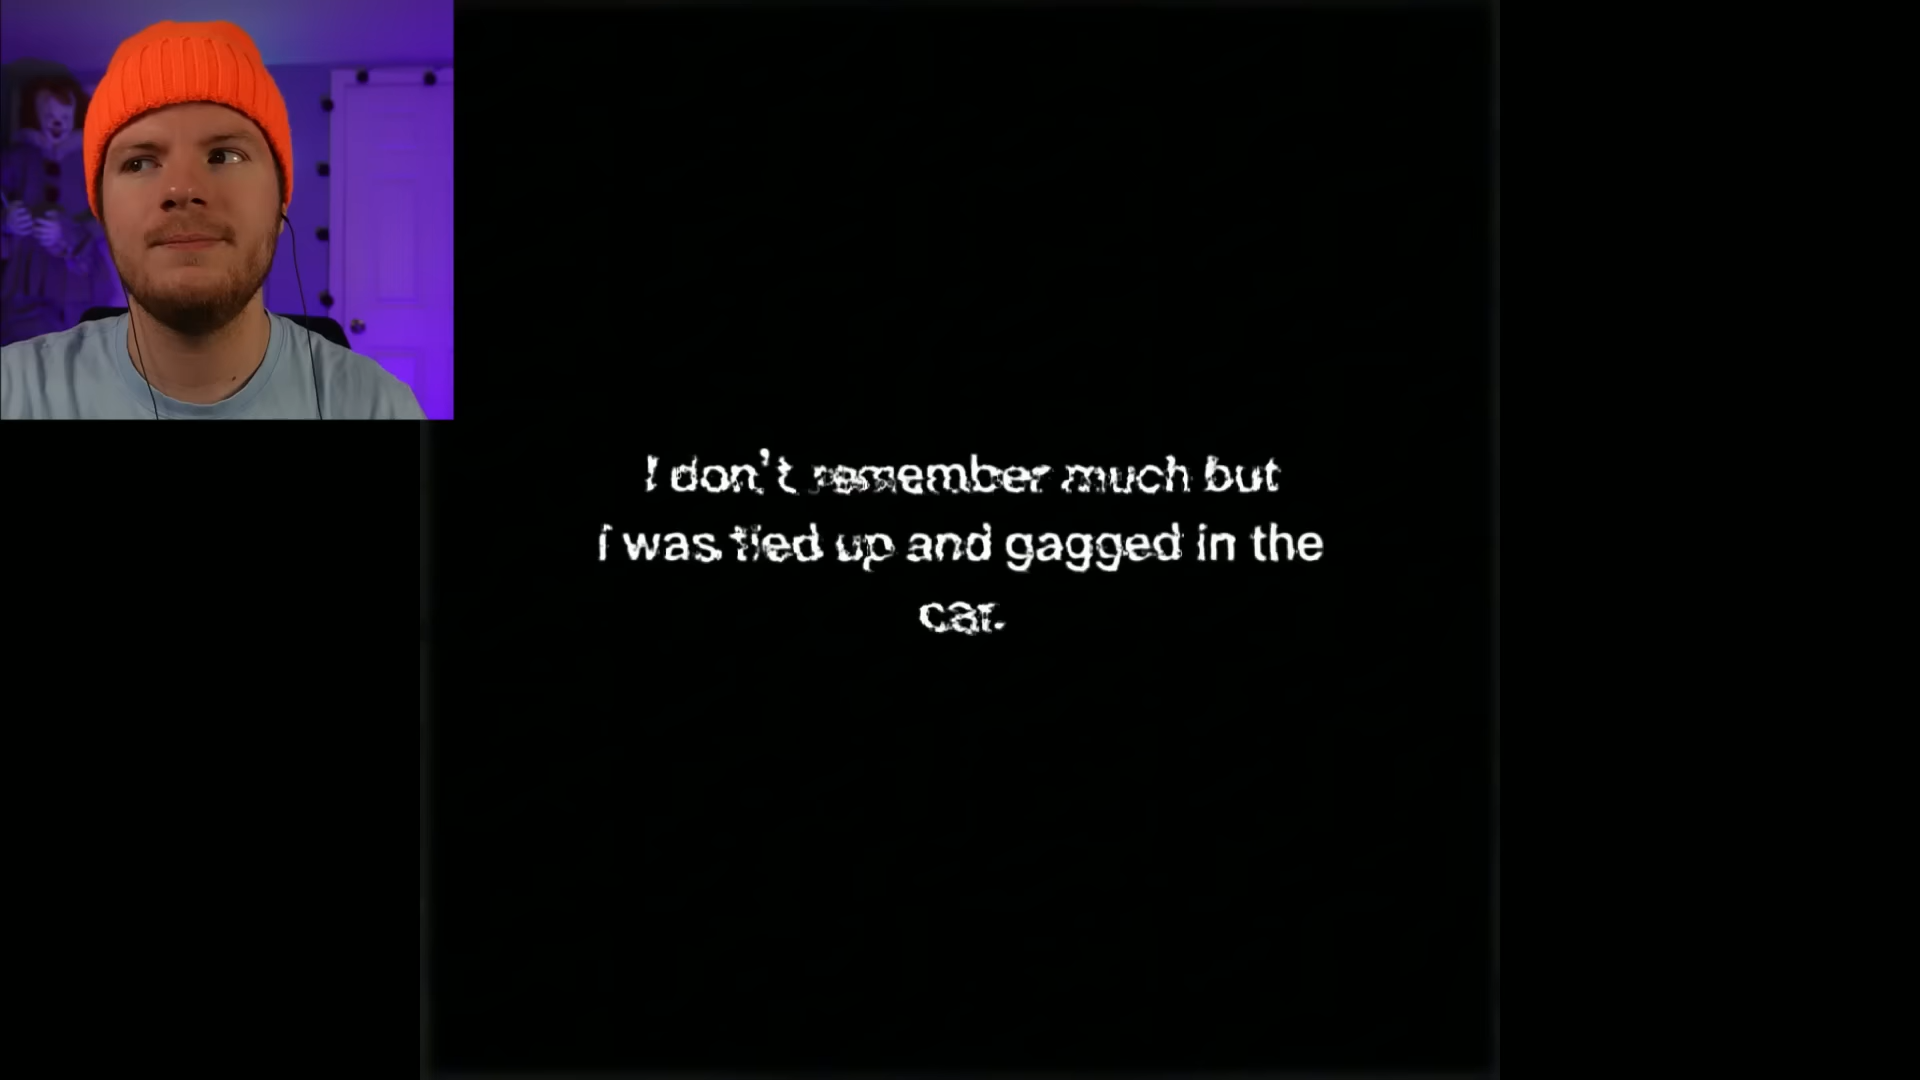 I don't remember much but
I was tied up and gagged in the
car.